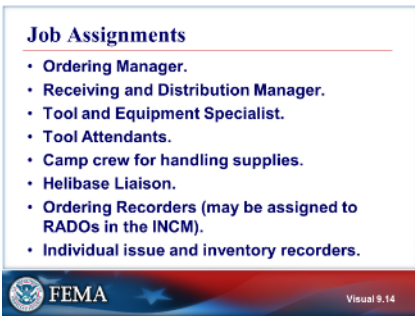 Job Assignments
• Ordering Manager.
• Receiving and Distribution Manager.
• Tool and Equipment Specialist.
• Tool Attendants.
• Camp crew for handling supplies.
• Helibase Liaison.
• Ordering Recorders (may be assigned to
RADOs in the INCM).
• Individual issue and inventory recorders.
FEMA
Visual 9.14